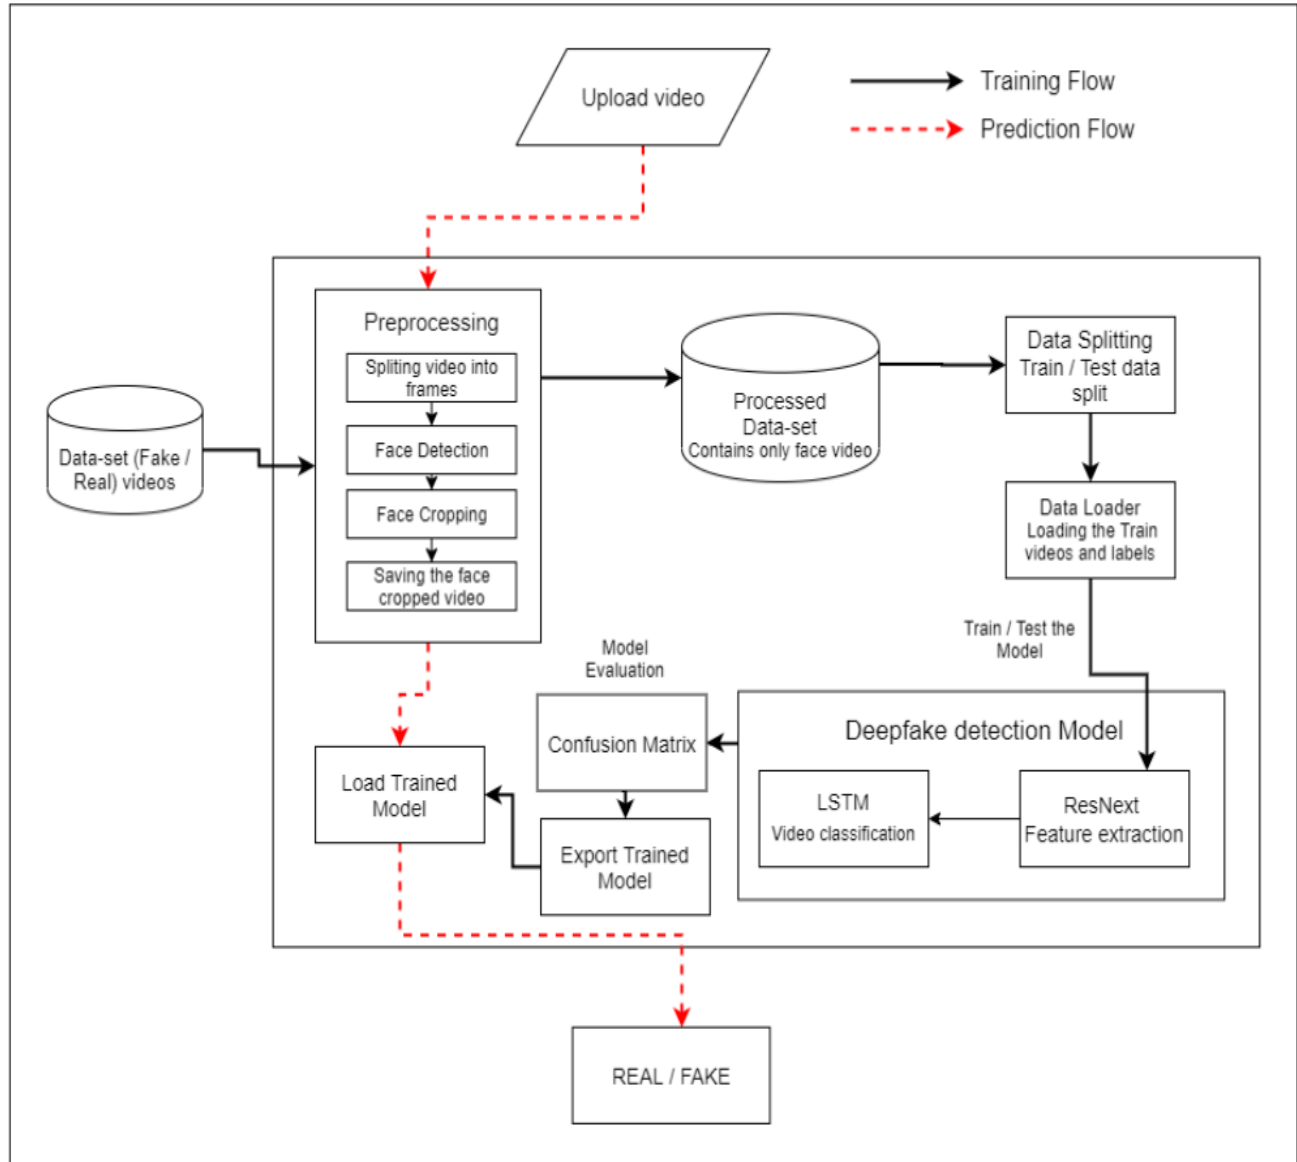 Upload video
Training Flow
Prediction Flow
Preprocessing
Spliting video into
frames
Face Detection
Face Cropping
Saving the face
cropped video
Data-set (Fake /
Real) videos
Processed
Data-set
Contains only face video
Data Splitting
Train / Test data
split
Data Loader
Loading the Train
videos and labels
Train / Test the
Model
Model
Evaluation
Confusion Matrix
Deepfake detection Model
LSTM
Video classification
ResNext
Feature extraction
Load Trained
Model
Export Trained
Model
REAL / FAKE